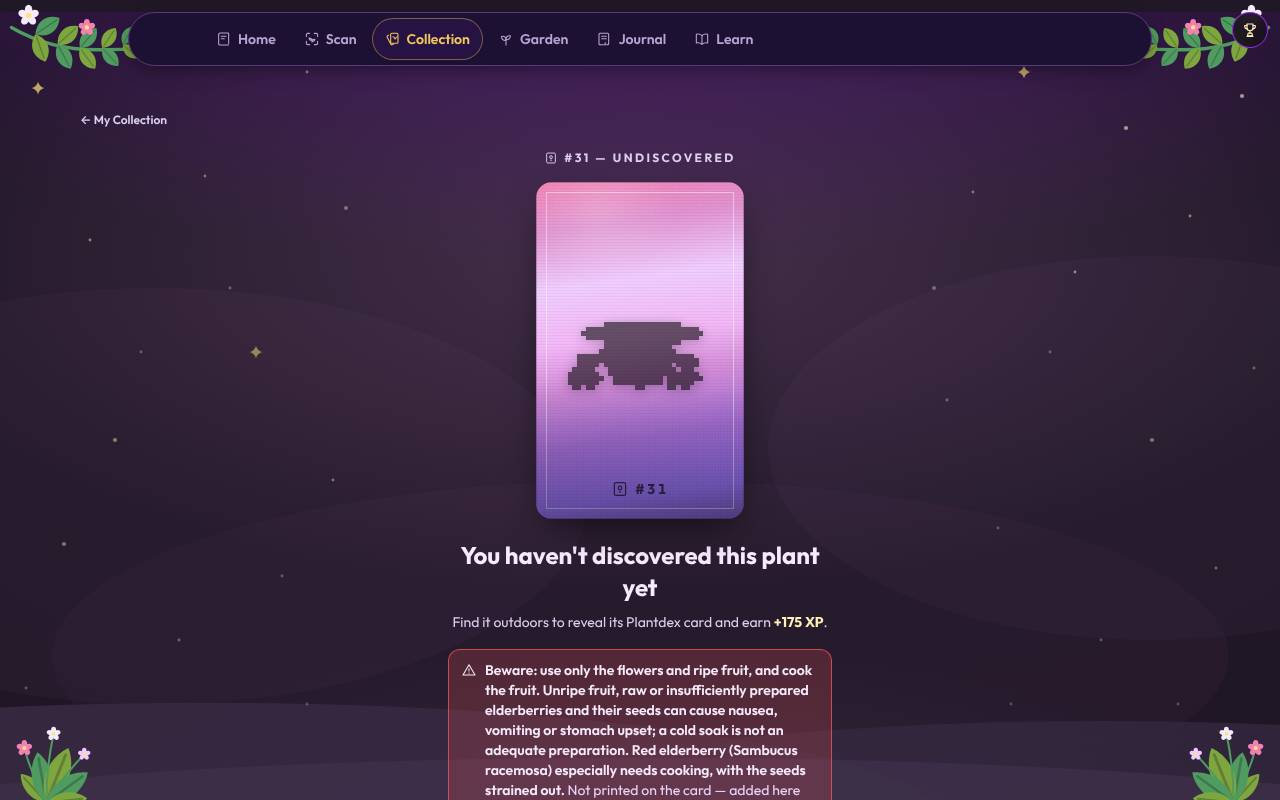 Home Scan Collection Garden Journal Learn
← My Collection
#31 — UNDISCOVERED
#31
You haven't discovered this plant
yet
Find it outdoors to reveal its Plantdex card and earn +175 XP.
Beware: use only the flowers and ripe fruit, and cook
the fruit. Unripe fruit, raw or insufficiently prepared
elderberries and their seeds can cause nausea,
vomiting or stomach upset; a cold soak is not an
adequate preparation. Red elderberry (Sambucus
racemosa) especially needs cooking, with the seeds
strained out. Not printed on the card — added here